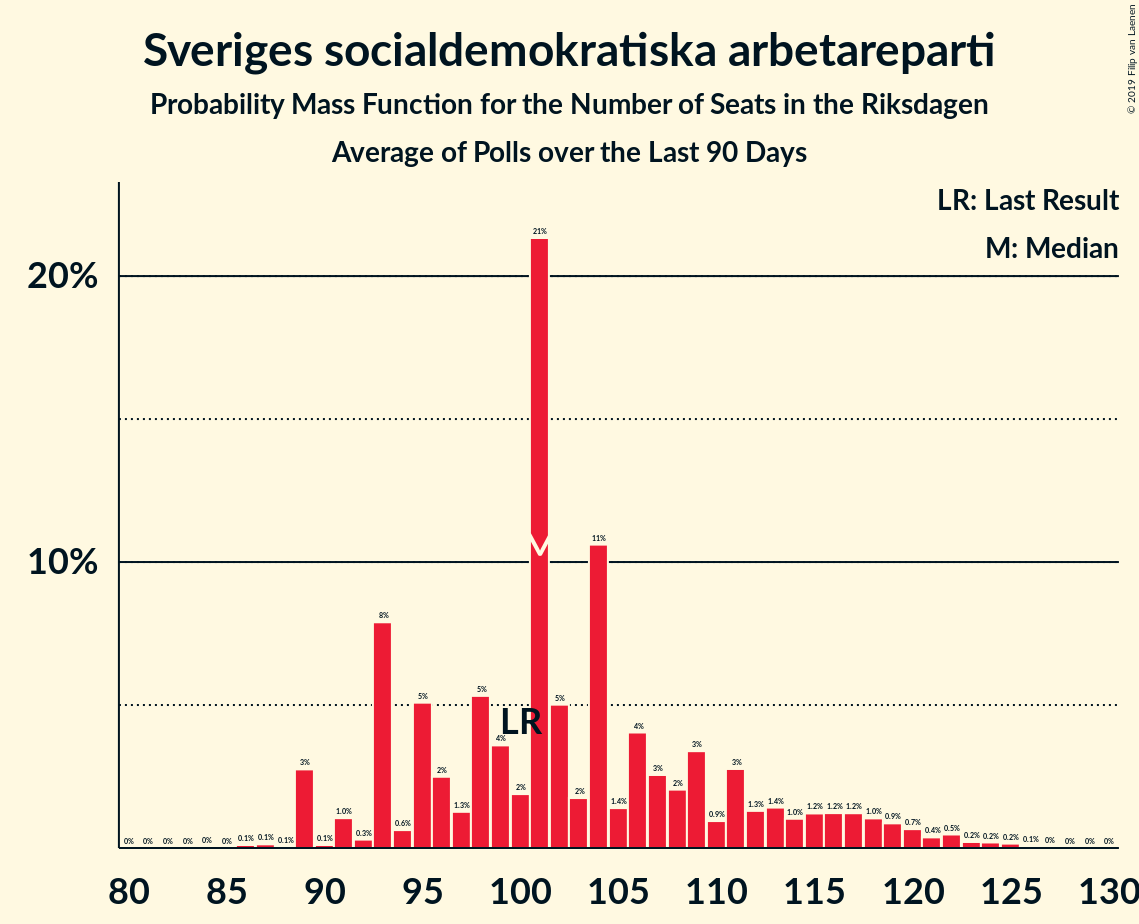 Sveriges socialdemokratiska arbetareparti
Probability Mass Function for the Number of Seats in the Riksdagen
Average of Polls over the Last 90 Days
© 2019 Filip van Laenen
LR: Last Result
M: Median
20%
10%
0% 0% 0% 0% 0% 0% 0.1% 0.1% 0.1% 3% 0.1% 1.0% 0.3% 8% 0.6% 5% 2% 1.3% 5% 4% 2% 21% 5% 2% 11% 1.4% 4% 3% 2% 3% 0.9% 3% 1.3% 1.4% 1.0% 1.2% 1.2% 1.2% 1.0% 0.9% 0.7% 0.4% 0.5% 0.2% 0.2% 0.2% 0.1% 0% 0% 0% 0%
LR
80 85 90 95 100 105 110 115 120 125 130